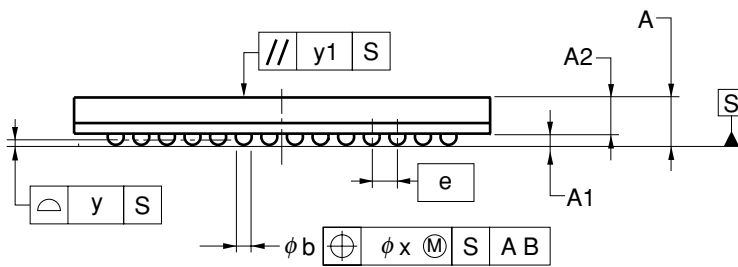 // y1 S
A
A2
S
e
A1
⌓ y S
ϕb ⌖ ϕx Ⓜ S A B